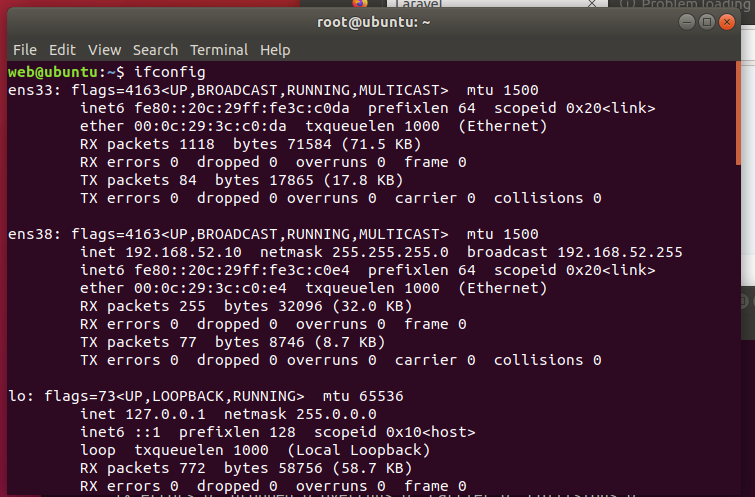 Laravel
Problem loading
root@ubuntu: ~
File Edit View Search Terminal Help
web@ubuntu:~$ ifconfig
ens33: flags=4163<UP,BROADCAST,RUNNING,MULTICAST>  mtu 1500
        inet6 fe80::20c:29ff:fe3c:c0da  prefixlen 64  scopeid 0x20<link>
        ether 00:0c:29:3c:c0:da  txqueuelen 1000  (Ethernet)
        RX packets 1118  bytes 71584 (71.5 KB)
        RX errors 0  dropped 0  overruns 0  frame 0
        TX packets 84  bytes 17865 (17.8 KB)
        TX errors 0  dropped 0 overruns 0  carrier 0  collisions 0
ens38: flags=4163<UP,BROADCAST,RUNNING,MULTICAST>  mtu 1500
        inet 192.168.52.10  netmask 255.255.255.0  broadcast 192.168.52.255
        inet6 fe80::20c:29ff:fe3c:c0e4  prefixlen 64  scopeid 0x20<link>
        ether 00:0c:29:3c:c0:e4  txqueuelen 1000  (Ethernet)
        RX packets 255  bytes 32096 (32.0 KB)
        RX errors 0  dropped 0  overruns 0  frame 0
        TX packets 77  bytes 8746 (8.7 KB)
        TX errors 0  dropped 0 overruns 0  carrier 0  collisions 0
lo: flags=73<UP,LOOPBACK,RUNNING>  mtu 65536
        inet 127.0.0.1  netmask 255.0.0.0
        inet6 ::1  prefixlen 128  scopeid 0x10<host>
        loop  txqueuelen 1000  (Local Loopback)
        RX packets 772  bytes 58756 (58.7 KB)
        RX errors 0  dropped 0  overruns 0  frame 0